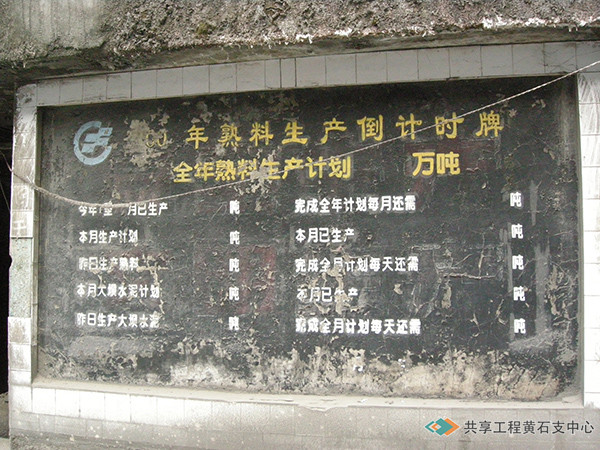 年熟料生产倒计时牌
全年熟料生产计划 万吨
今年1至 月已生产 吨 完成全年计划每月还需 吨
本月生产计划 吨 本月已生产 吨
昨日生产熟料 吨 完成全月计划每天还需 吨
本月大坝水泥计划 吨 本月已生产 吨
昨日生产大坝水泥 吨 完成全月计划每天还需 吨
共享工程黄石支中心